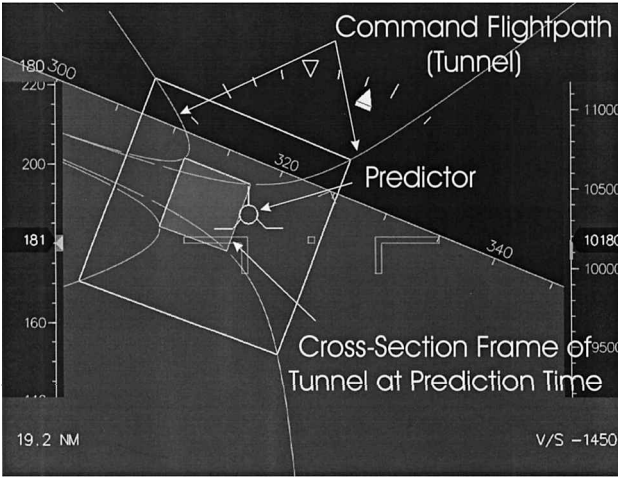 Command Flightpath
(Tunnel)
180 300
220
11000
200
320
Predictor
10500
181
10180
340
10000
160
Cross-Section Frame of
9500
Tunnel at Prediction Time
19.2 NM
V/S -1450